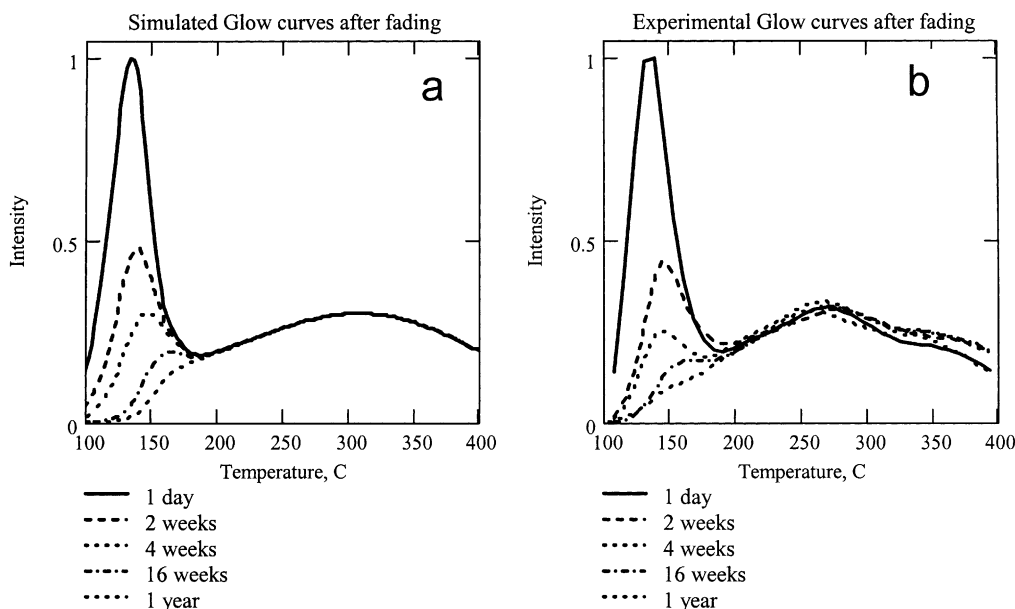 Simulated Glow curves after fading
a
1
0.5
0
Intensity
100 150 200 250 300 350 400
Temperature, C
1 day
2 weeks
4 weeks
16 weeks
1 year
Experimental Glow curves after fading
b
1
0.5
0
Intensity
100 150 200 250 300 350 400
Temperature, C
1 day
2 weeks
4 weeks
16 weeks
1 year